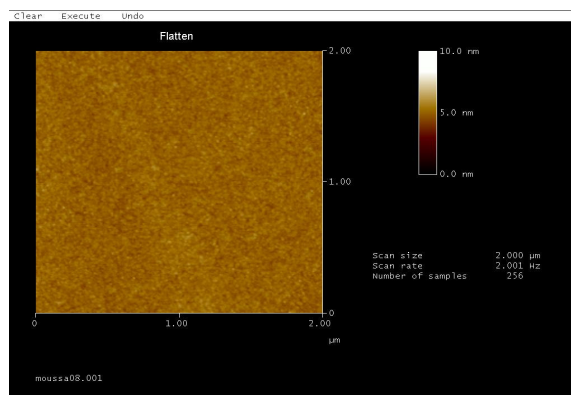 Clear Execute Undo
Flatten
2.00
1.00
0
0 1.00 2.00
µm
10.0 nm
5.0 nm
0.0 nm
Scan size 2.000 µm
Scan rate 2.001 Hz
Number of samples 256
moussa08.001